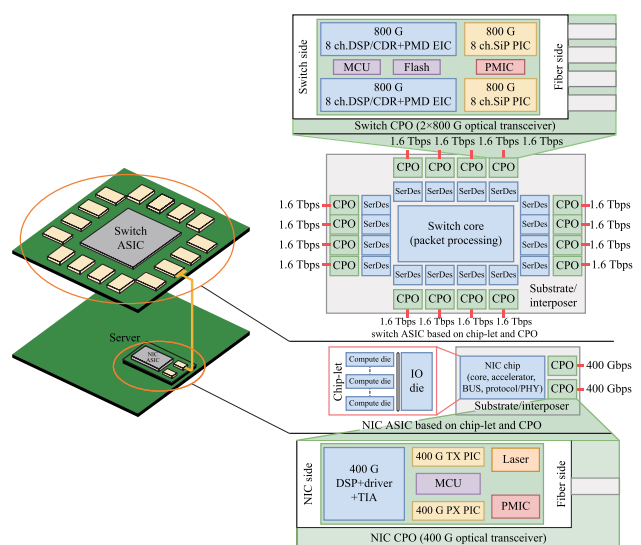 Switch side
800 G
8 ch.DSP/CDR+PMD EIC
800 G
8 ch.SiP PIC
MCU
Flash
PMIC
800 G
8 ch.DSP/CDR+PMD EIC
800 G
8 ch.SiP PIC
Fiber side
Switch CPO (2×800 G optical transceiver)
1.6 Tbps 1.6 Tbps 1.6 Tbps 1.6 Tbps
CPO CPO CPO CPO
SerDes SerDes SerDes SerDes
1.6 Tbps CPO SerDes
1.6 Tbps CPO SerDes
1.6 Tbps CPO SerDes
1.6 Tbps CPO SerDes
Switch core
(packet processing)
SerDes CPO 1.6 Tbps
SerDes CPO 1.6 Tbps
SerDes CPO 1.6 Tbps
SerDes CPO 1.6 Tbps
SerDes SerDes SerDes SerDes
CPO CPO CPO CPO
Substrate/
interposer
1.6 Tbps 1.6 Tbps 1.6 Tbps 1.6 Tbps
switch ASIC based on chip-let and CPO
Switch
ASIC
Server
NIC
ASIC
Chip-let
Compute die
Compute die
Compute die
IO
die
NIC chip
(core, accelerator,
BUS, protocol/PHY)
CPO 400 Gbps
CPO 400 Gbps
Substrate/interposer
NIC ASIC based on chip-let and CPO
NIC side
400 G
DSP+driver
+TIA
400 G TX PIC
MCU
400 G PX PIC
Laser
PMIC
Fiber side
NIC CPO (400 G optical transceiver)